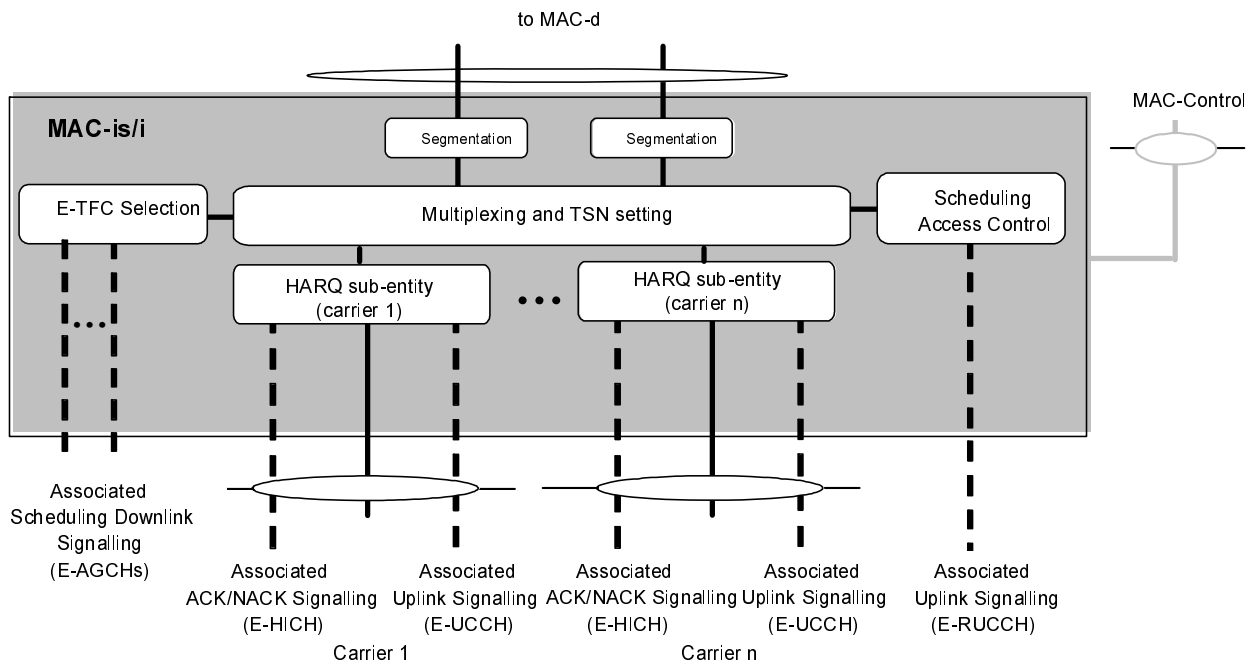 to MAC-d
MAC-Control
MAC-is/i
Segmentation
Segmentation
E-TFC Selection
Multiplexing and TSN setting
Scheduling
Access Control
HARQ sub-entity
(carrier 1)
HARQ sub-entity
(carrier n)
Associated
Scheduling Downlink
Signalling
(E-AGCHs)
Associated
ACK/NACK Signalling
(E-HICH)
Associated
Uplink Signalling
(E-UCCH)
Associated
ACK/NACK Signalling
(E-HICH)
Associated
Uplink Signalling
(E-UCCH)
Associated
Uplink Signalling
(E-RUCCH)
Carrier 1
Carrier n